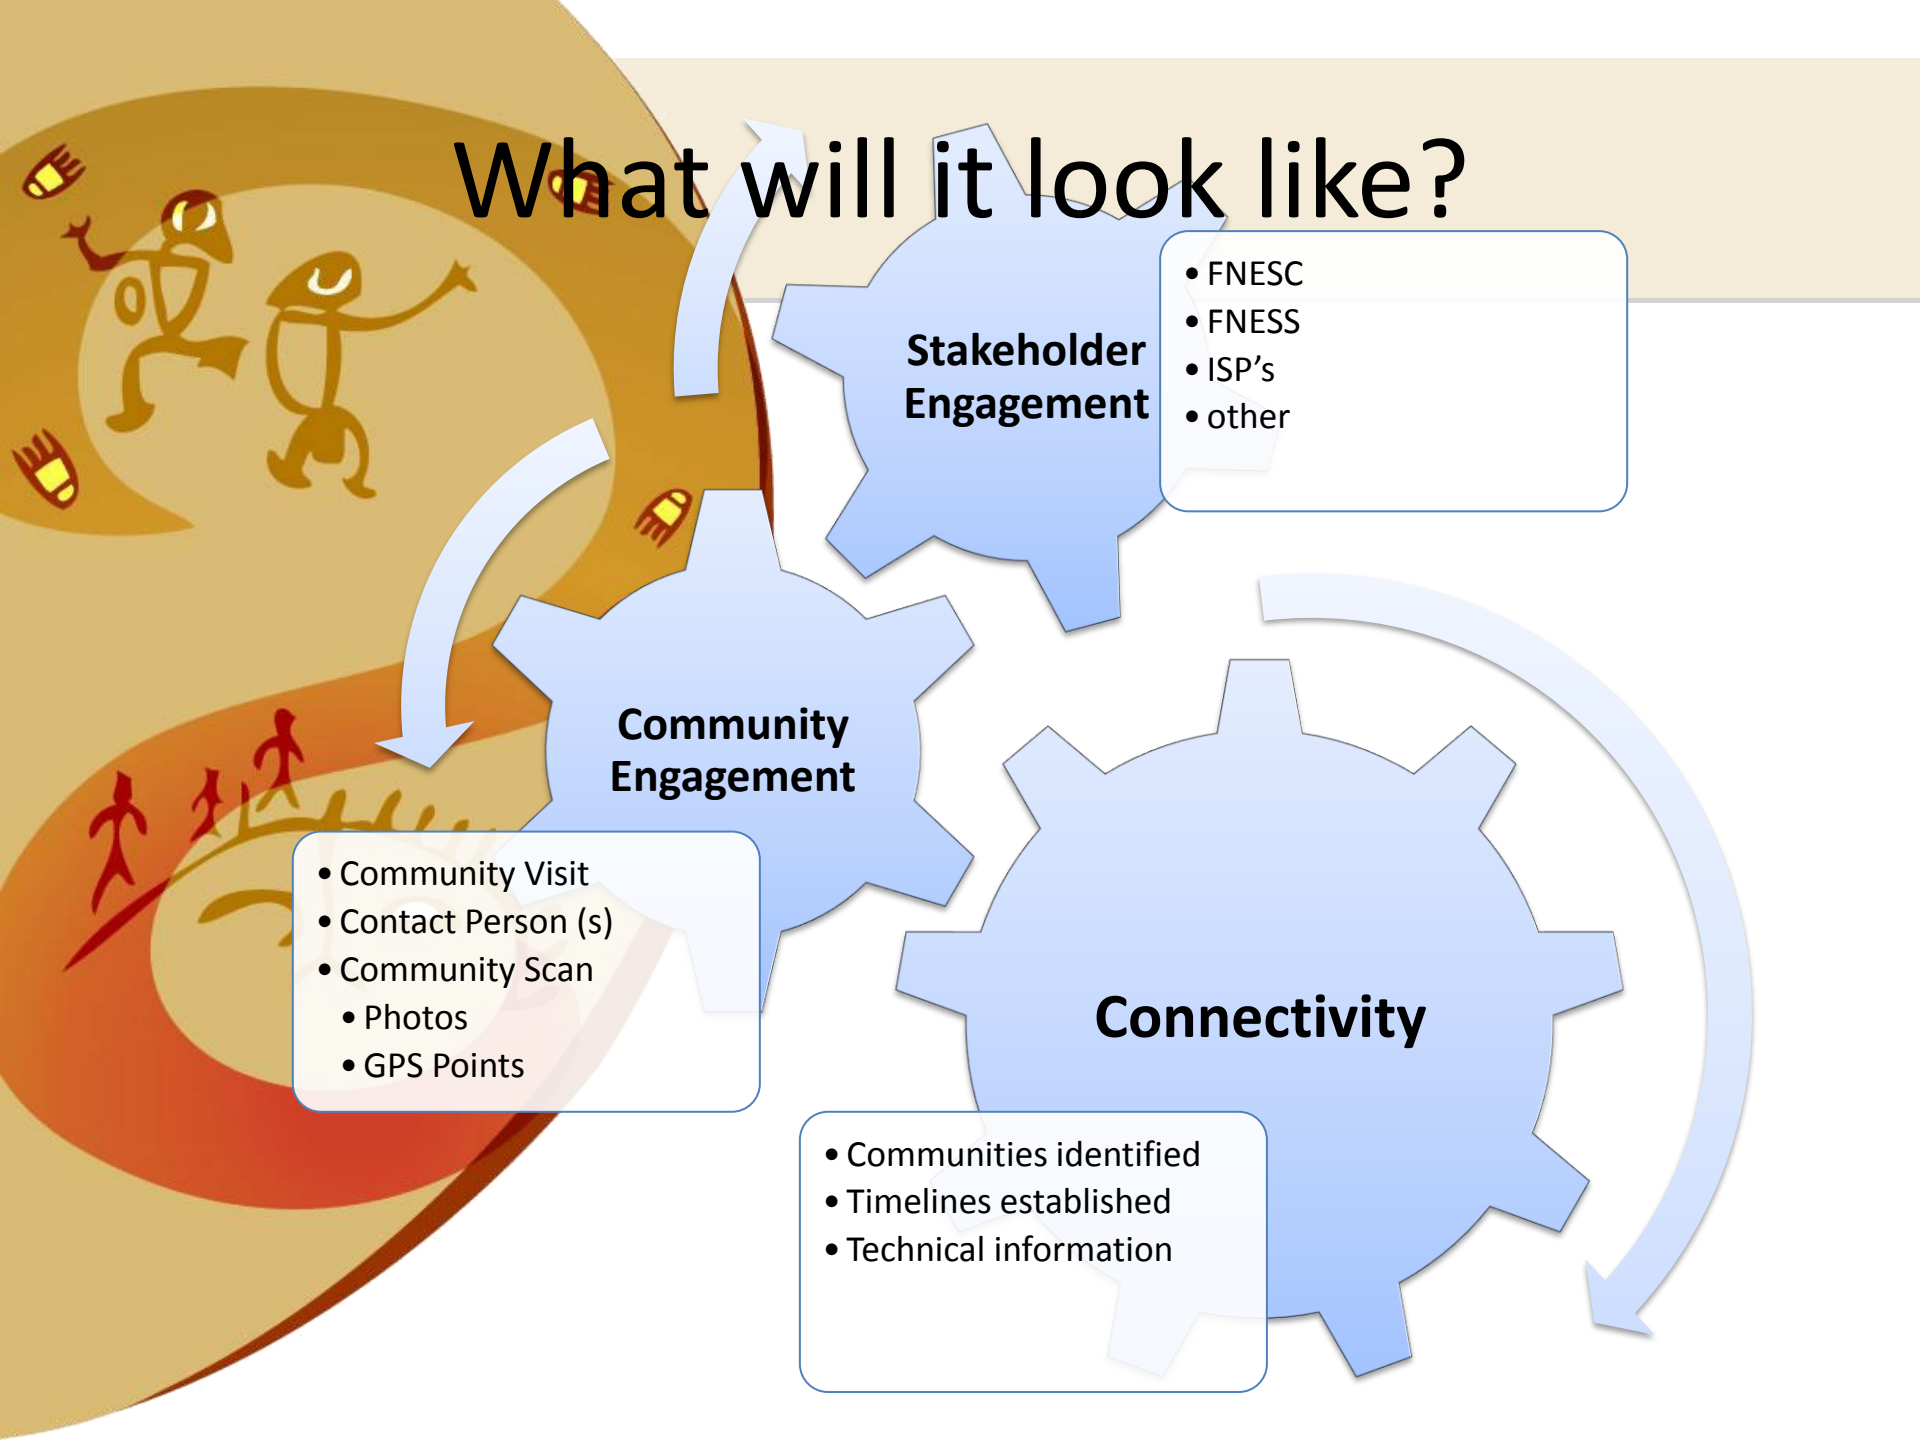 What will it look like?
Stakeholder
Engagement
• FNESC
• FNESS
• ISP’s
• other
Community
Engagement
• Community Visit
• Contact Person (s)
• Community Scan
• Photos
• GPS Points
Connectivity
• Communities identified
• Timelines established
• Technical information